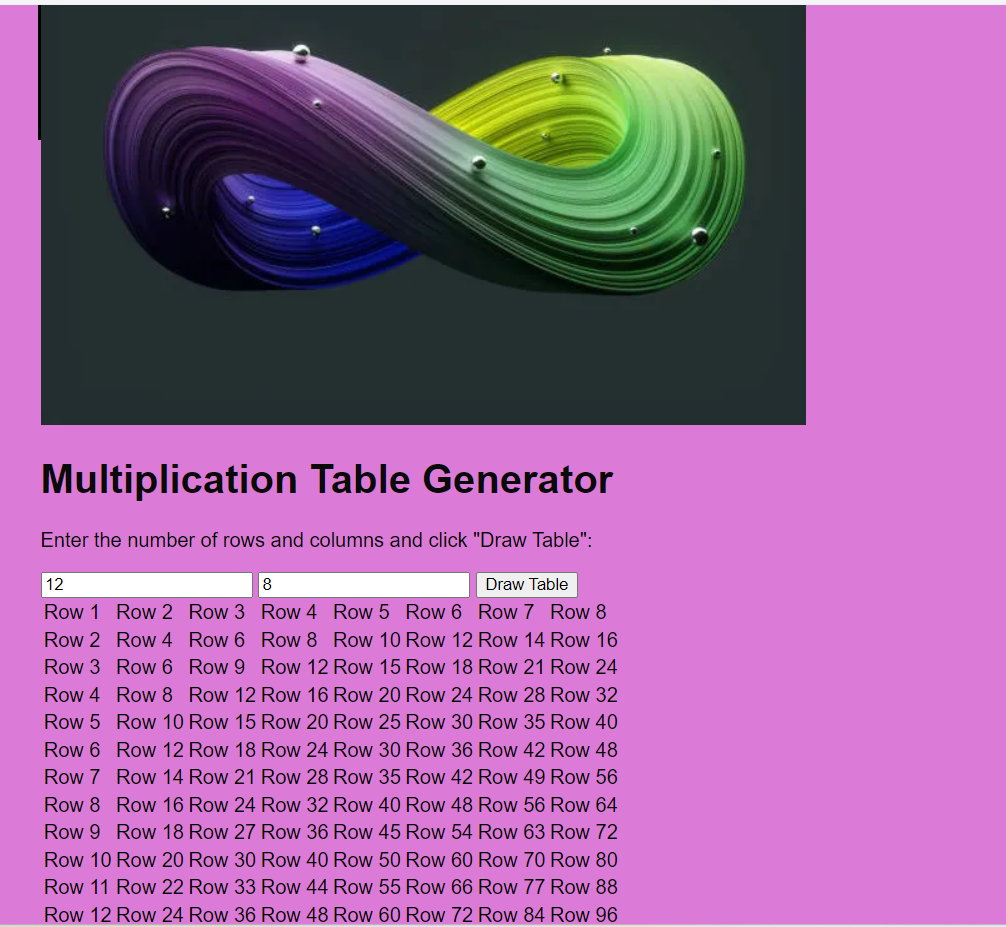 Multiplication Table Generator
Enter the number of rows and columns and click "Draw Table":
12 8 Draw Table
Row 1 Row 2 Row 3 Row 4 Row 5 Row 6 Row 7 Row 8
Row 2 Row 4 Row 6 Row 8 Row 10 Row 12 Row 14 Row 16
Row 3 Row 6 Row 9 Row 12 Row 15 Row 18 Row 21 Row 24
Row 4 Row 8 Row 12 Row 16 Row 20 Row 24 Row 28 Row 32
Row 5 Row 10 Row 15 Row 20 Row 25 Row 30 Row 35 Row 40
Row 6 Row 12 Row 18 Row 24 Row 30 Row 36 Row 42 Row 48
Row 7 Row 14 Row 21 Row 28 Row 35 Row 42 Row 49 Row 56
Row 8 Row 16 Row 24 Row 32 Row 40 Row 48 Row 56 Row 64
Row 9 Row 18 Row 27 Row 36 Row 45 Row 54 Row 63 Row 72
Row 10 Row 20 Row 30 Row 40 Row 50 Row 60 Row 70 Row 80
Row 11 Row 22 Row 33 Row 44 Row 55 Row 66 Row 77 Row 88
Row 12 Row 24 Row 36 Row 48 Row 60 Row 72 Row 84 Row 96